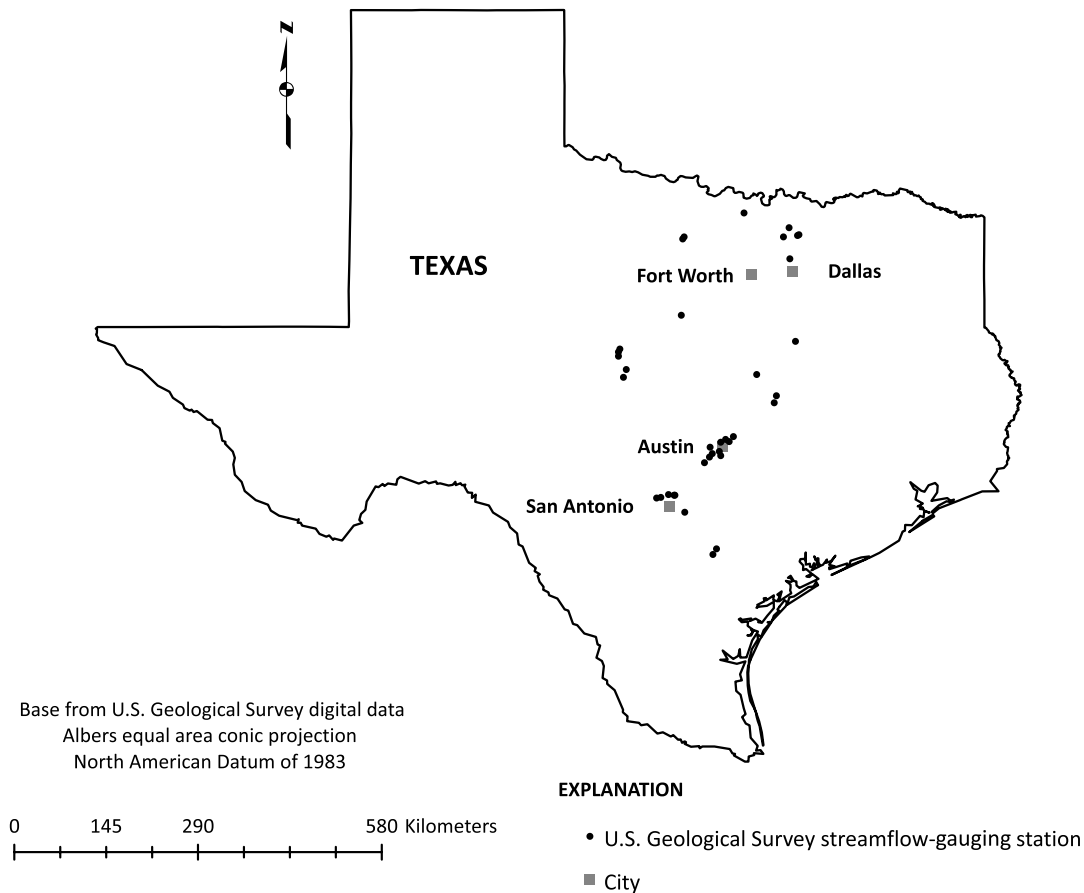 N
TEXAS
Fort Worth
Dallas
Austin
San Antonio
Base from U.S. Geological Survey digital data
Albers equal area conic projection
North American Datum of 1983
EXPLANATION
0 145 290 580 Kilometers
U.S. Geological Survey streamflow-gauging station
City